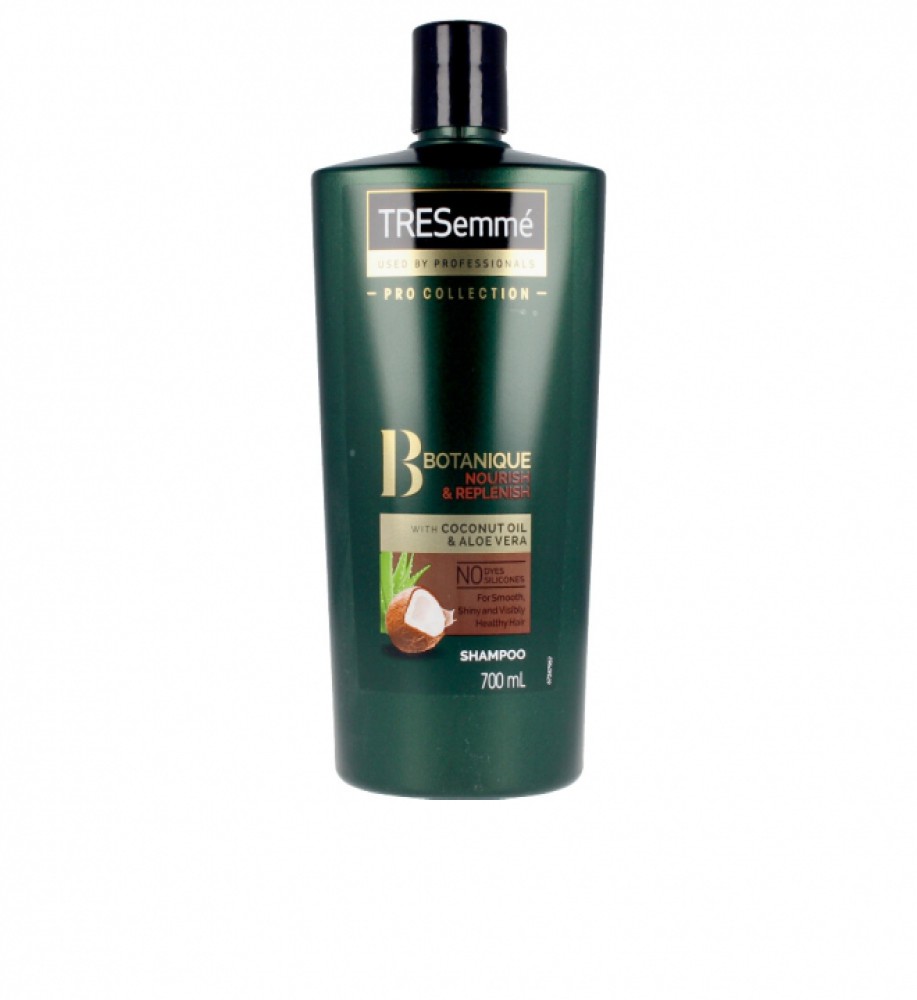 TRESemmé
USED BY PROFESSIONALS
PRO COLLECTION
B BOTANIQUE
NOURISH
& REPLENISH
WITH COCONUT OIL
& ALOE VERA
NO DYES
SILICONES
For Smooth,
Shiny and Visibly
Healthy Hair
SHAMPOO
700 mL